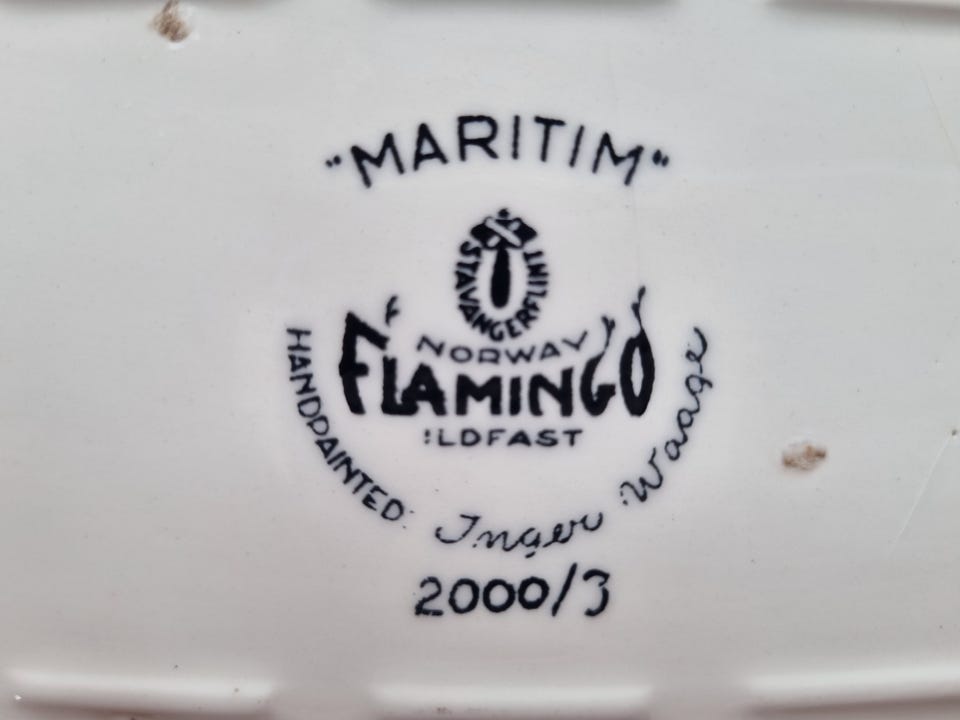 "MARITIM"
STAVANGERFLINT
NORWAY
FLAMINGO
ILDFAST
HANDPAINTED: Inger Waage
2000/3